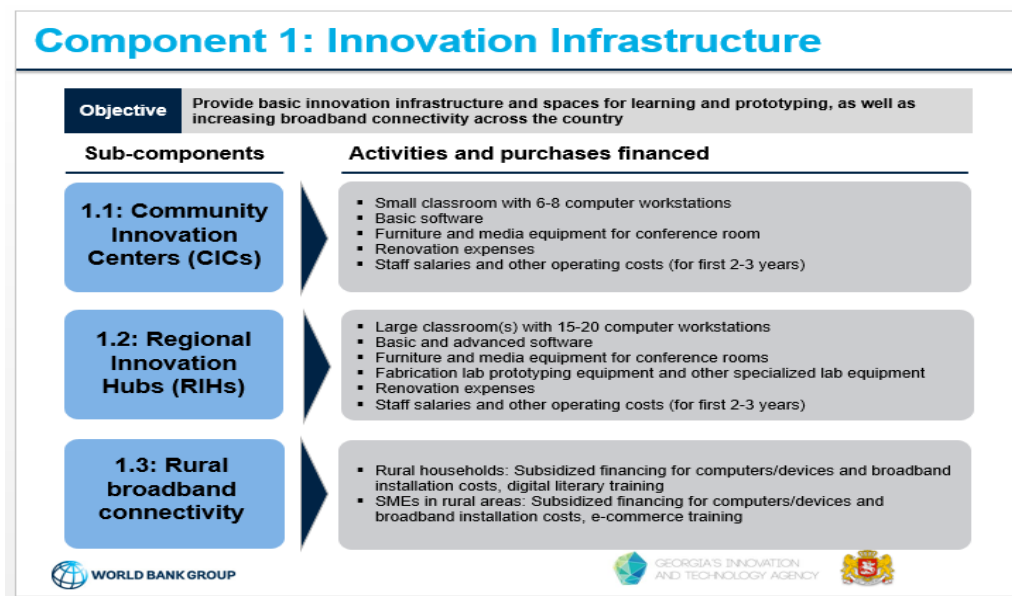 Component 1: Innovation Infrastructure
Objective
Provide basic innovation infrastructure and spaces for learning and prototyping, as well as
increasing broadband connectivity across the country
Sub-components
Activities and purchases financed
1.1: Community
Innovation
Centers (CICs)
▪ Small classroom with 6-8 computer workstations
▪ Basic software
▪ Furniture and media equipment for conference room
▪ Renovation expenses
▪ Staff salaries and other operating costs (for first 2-3 years)
1.2: Regional
Innovation
Hubs (RIHs)
▪ Large classroom(s) with 15-20 computer workstations
▪ Basic and advanced software
▪ Furniture and media equipment for conference rooms
▪ Fabrication lab prototyping equipment and other specialized lab equipment
▪ Renovation expenses
▪ Staff salaries and other operating costs (for first 2-3 years)
1.3: Rural
broadband
connectivity
▪ Rural households: Subsidized financing for computers/devices and broadband
installation costs, digital literary training
▪ SMEs in rural areas: Subsidized financing for computers/devices and
broadband installation costs, e-commerce training
WORLD BANK GROUP
GEORGIA'S INNOVATION
AND TECHNOLOGY AGENCY